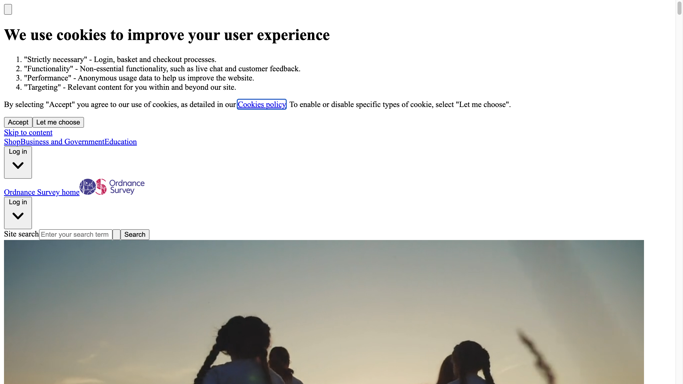 We use cookies to improve your user experience
1. "Strictly necessary" - Login, basket and checkout processes.
2. "Functionality" - Non-essential functionality, such as live chat and customer feedback.
3. "Performance" - Anonymous usage data to help us improve the website.
4. "Targeting" - Relevant content for you within and beyond our site.
By selecting "Accept" you agree to our use of cookies, as detailed in our Cookies policy. To enable or disable specific types of cookie, select "Let me choose".
Accept Let me choose
Skip to content
ShopBusiness and GovernmentEducation
Log in
Ordnance Survey home Ordnance Survey
Log in
Site search Enter your search term Search